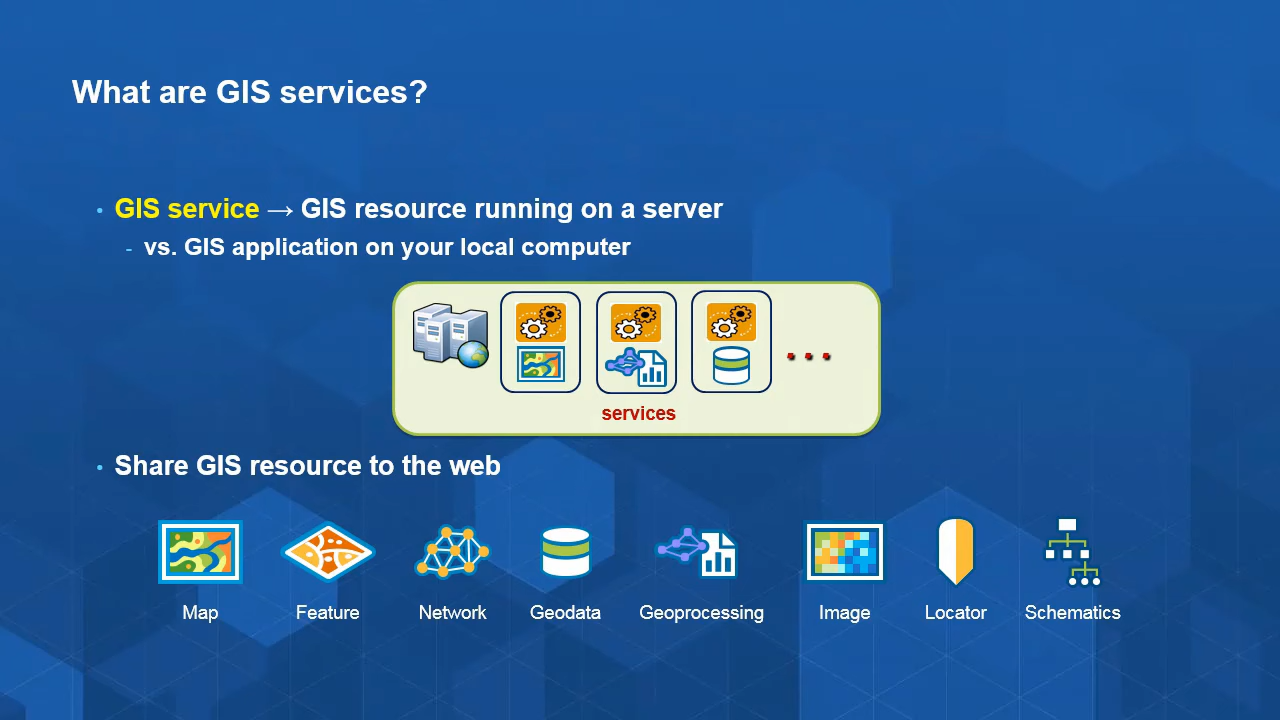 What are GIS services?
• GIS service → GIS resource running on a server
- vs. GIS application on your local computer
services
• Share GIS resource to the web
Map Feature Network Geodata Geoprocessing Image Locator Schematics